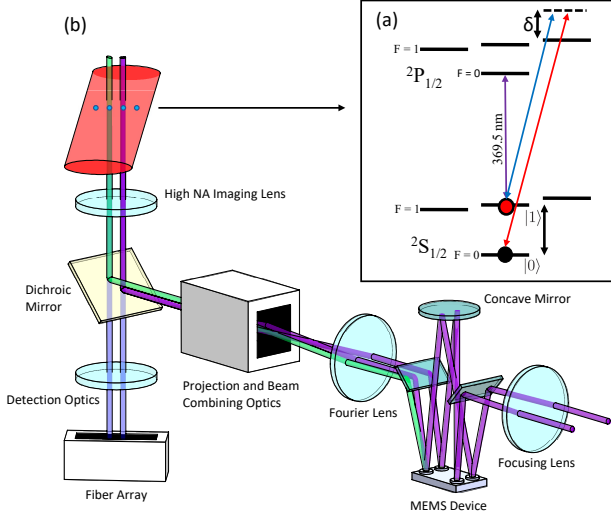 (b)
(a)
δ
F = 1
²P₁/₂
F = 0
369.5 nm
F = 1
|1⟩
²S₁/₂
F = 0
|0⟩
High NA Imaging Lens
Dichroic
Mirror
Concave Mirror
Projection and Beam
Combining Optics
Fourier Lens
Detection Optics
Focusing Lens
Fiber Array
MEMS Device